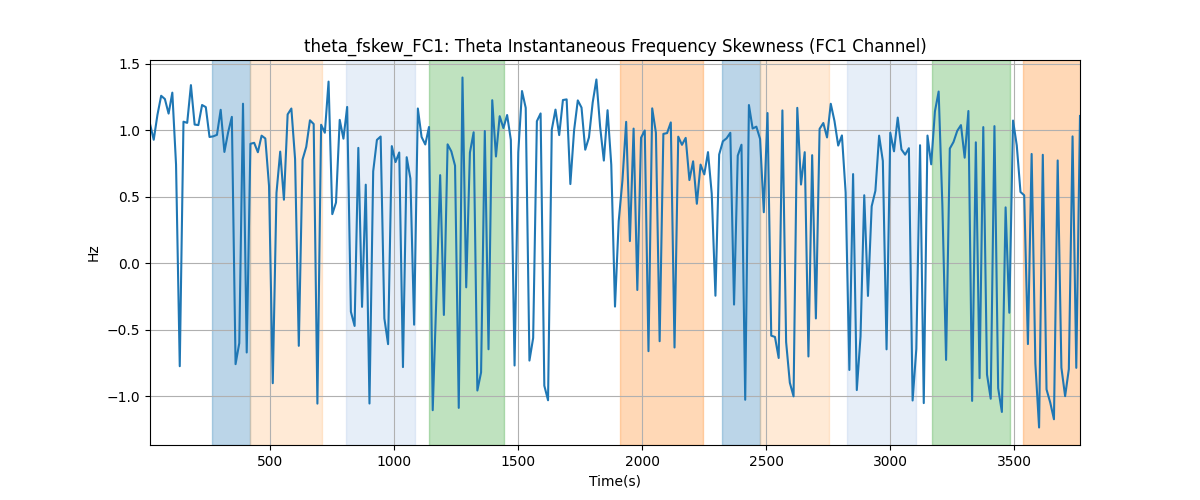 theta_fskew_FC1: Theta Instantaneous Frequency Skewness (FC1 Channel)
1.5
1.0
0.5
0.0
−0.5
−1.0
Hz
500 1000 1500 2000 2500 3000 3500
Time(s)